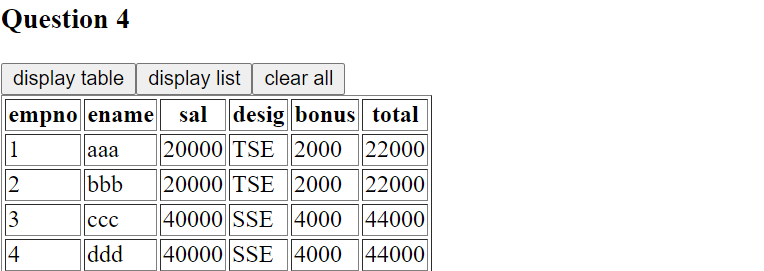 Question 4
display table display list clear all
empno ename sal desig bonus total
1 aaa 20000 TSE 2000 22000
2 bbb 20000 TSE 2000 22000
3 ccc 40000 SSE 4000 44000
4 ddd 40000 SSE 4000 44000